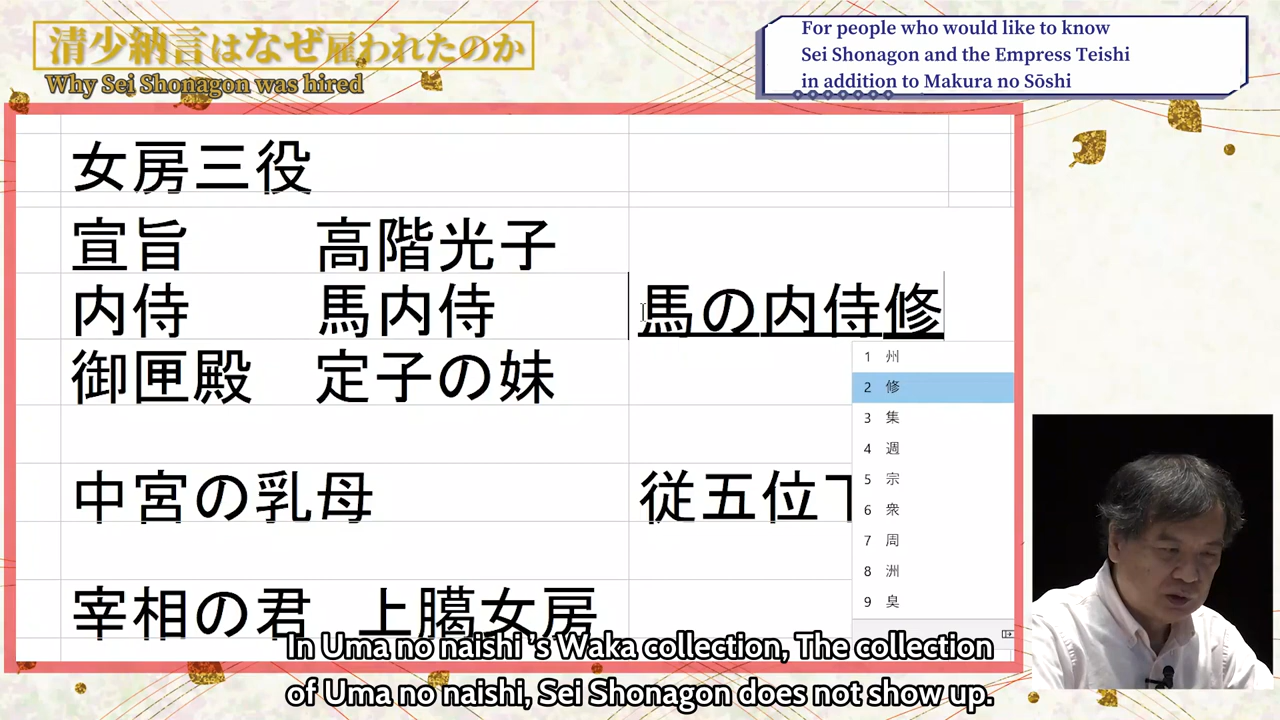 清少納言はなぜ雇われたのか
Why Sei Shonagon was hired
For people who would like to know
Sei Shonagon and the Empress Teishi
in addition to Makura no Sōshi
女房三役
宣旨 高階光子
内侍 馬内侍 馬の内侍修
御匣殿 定子の妹
1 州
2 修
3 集
4 週
5 宗
6 衆
7 周
8 洲
9 臭
中宮の乳母 従五位下
宰相の君 上臈女房
In Uma no naishi 's Waka collection, The collection
of Uma no naishi, Sei Shonagon does not show up.